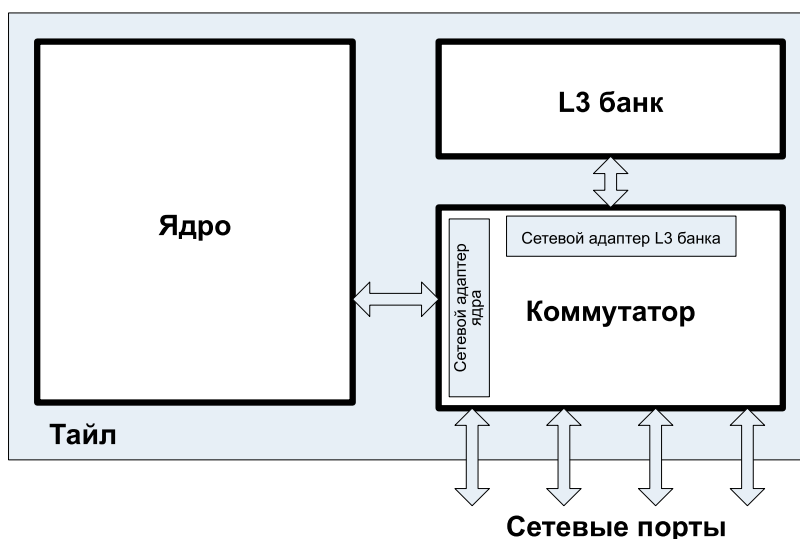 L3 банк
Ядро
Сетевой адаптер L3 банка
Сетевой адаптер
ядра
Коммутатор
Тайл
Сетевые порты